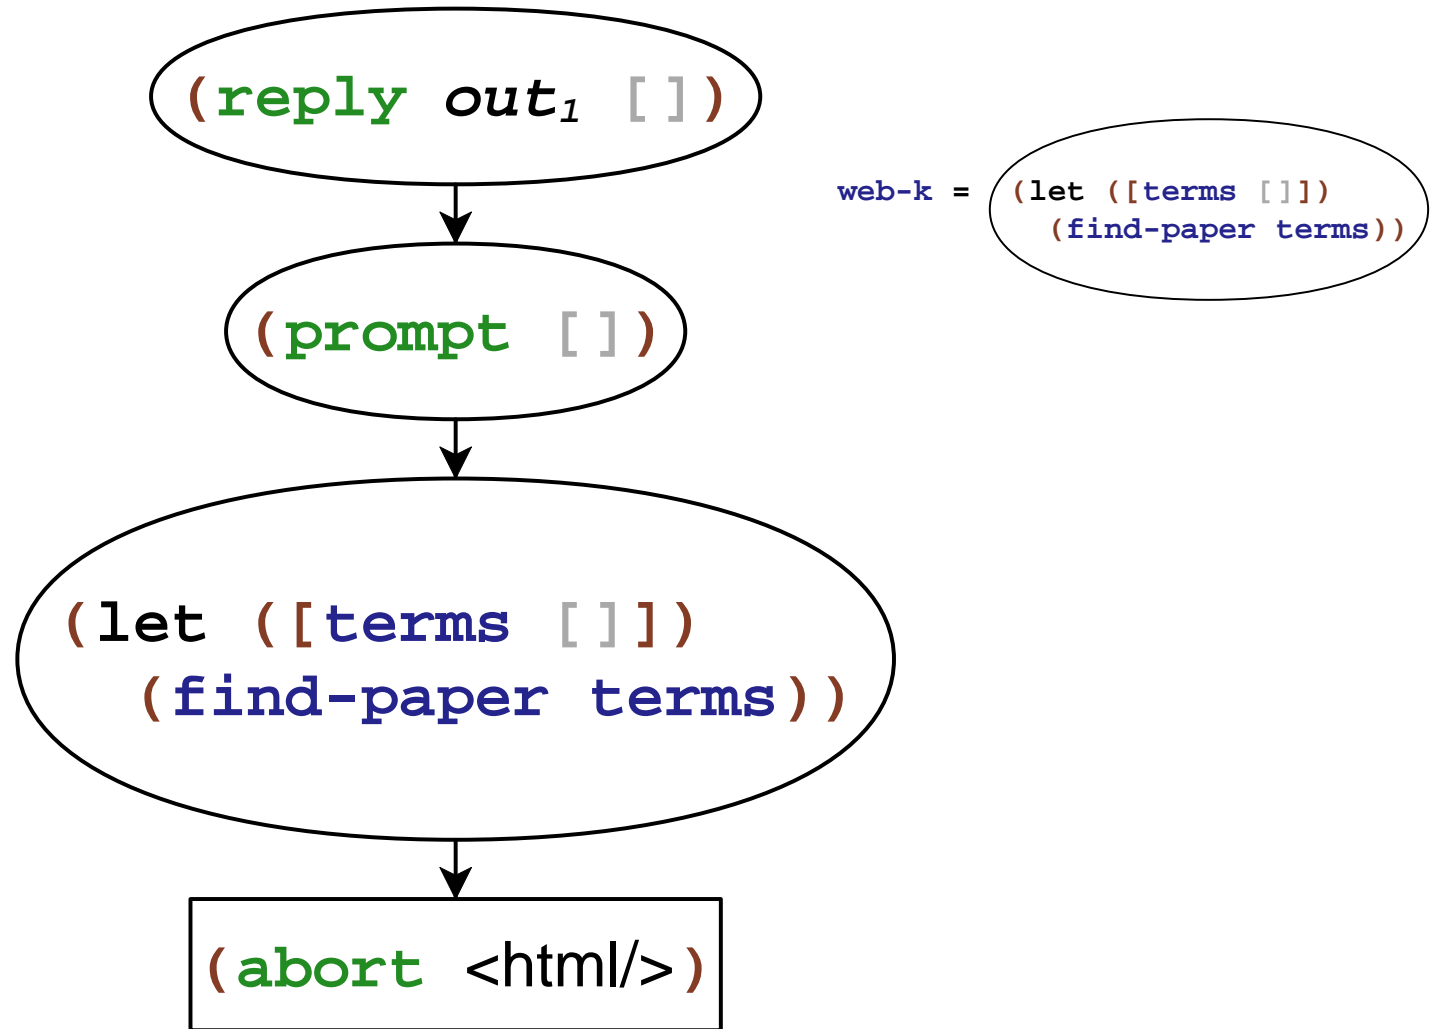 (reply out₁ [])
web-k = (let ([terms []])
(find-paper terms))
(prompt [])
(let ([terms []])
(find-paper terms))
(abort <html/>)